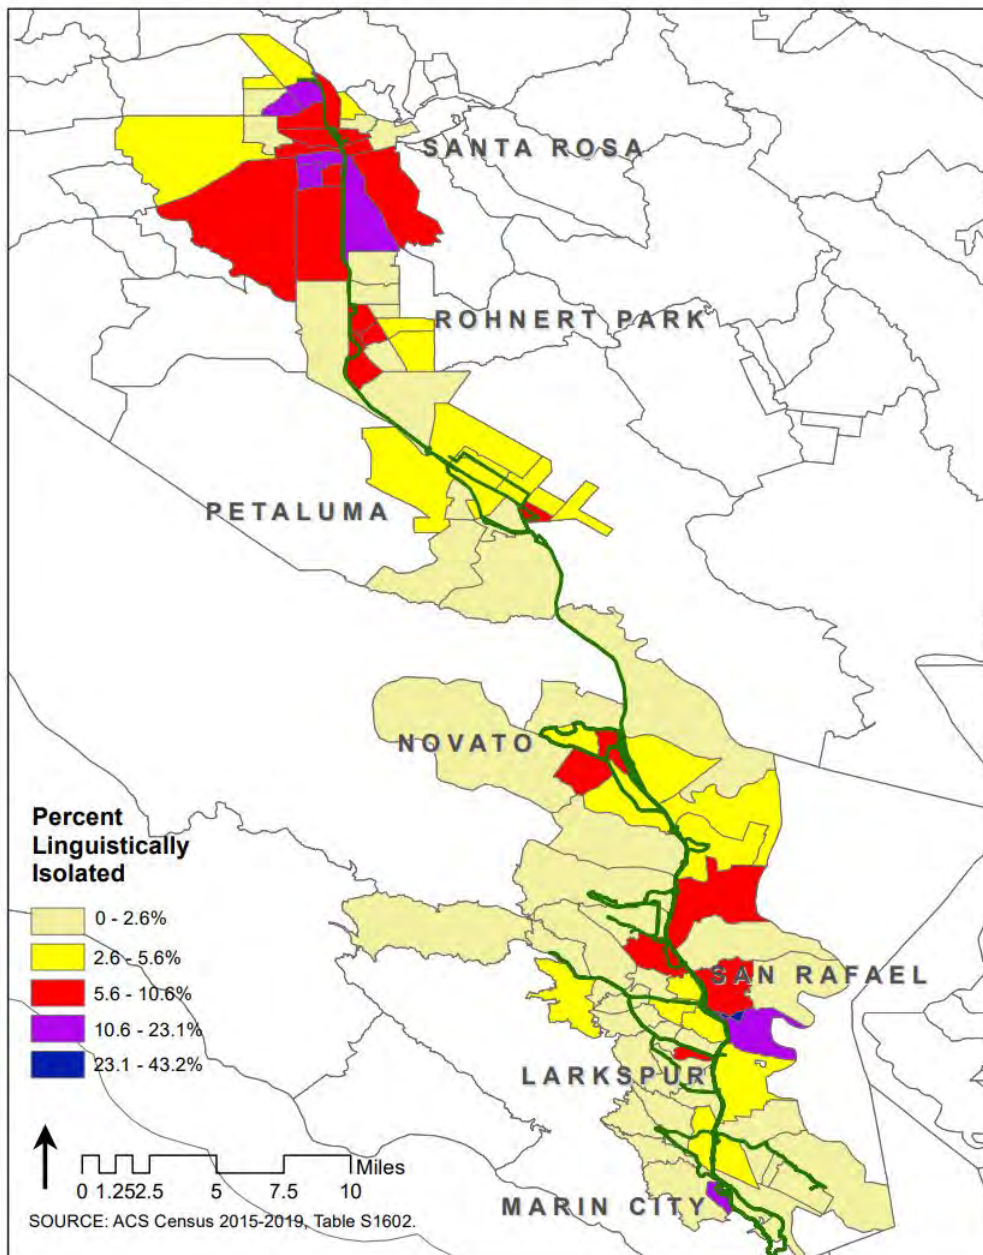 SANTA ROSA
ROHNERT PARK
PETALUMA
NOVATO
Percent
Linguistically
Isolated
0 - 2.6%
2.6 - 5.6%
5.6 - 10.6%
10.6 - 23.1%
23.1 - 43.2%
SAN RAFAEL
LARKSPUR
Miles
0 1.252.5 5 7.5 10
MARIN CITY
SOURCE: ACS Census 2015-2019, Table S1602.